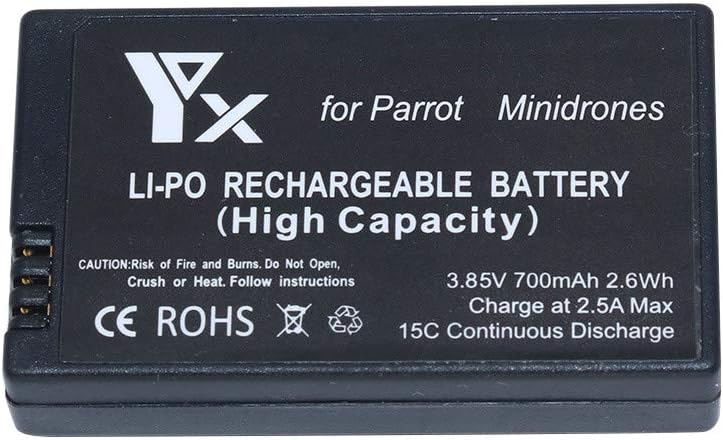 Yx
for Parrot Minidrones
LI-PO RECHARGEABLE BATTERY
(High Capacity)
CAUTION:Risk of Fire and Burns. Do Not Open,
Crush or Heat. Follow instructions
3.85V 700mAh 2.6Wh
Charge at 2.5A Max
15C Continuous Discharge
CE ROHS